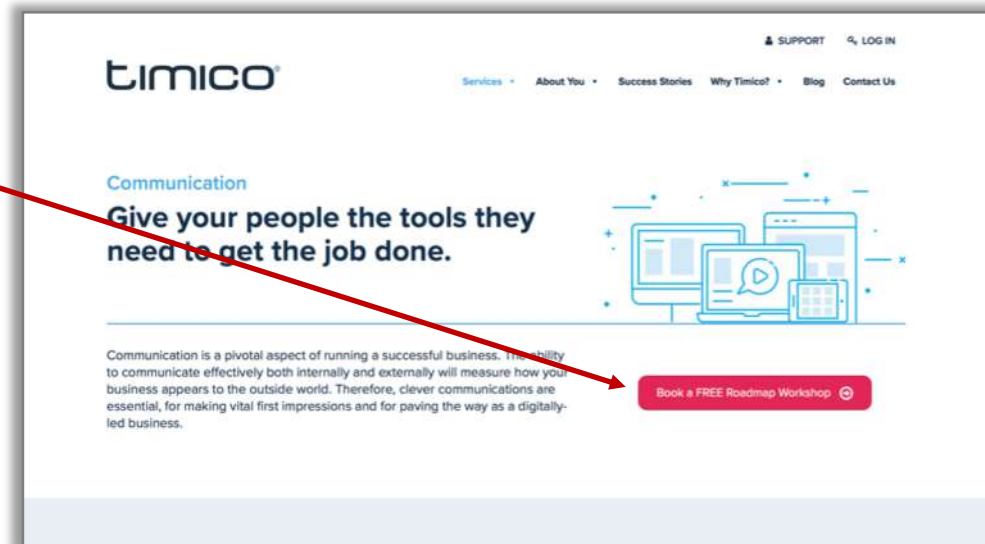 SUPPORT LOG IN
timico®
Services About You Success Stories Why Timico? Blog Contact Us
Communication
Give your people the tools they
need to get the job done.
Communication is a pivotal aspect of running a successful business. The ability
to communicate effectively both internally and externally will measure how your
business appears to the outside world. Therefore, clever communications are
essential, for making vital first impressions and for paving the way as a digitally-
led business.
Book a FREE Roadmap Workshop